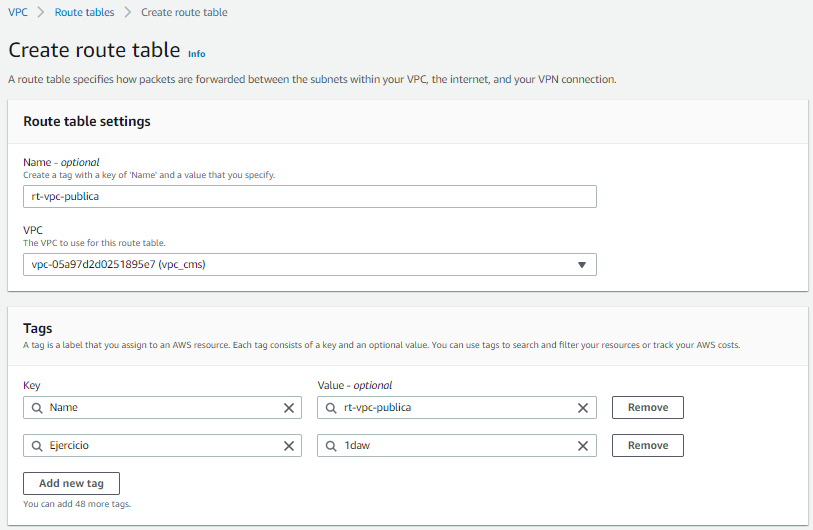 VPC > Route tables > Create route table
Create route table Info
A route table specifies how packets are forwarded between the subnets within your VPC, the internet, and your VPN connection.
Route table settings
Name - optional
Create a tag with a key of 'Name' and a value that you specify.
rt-vpc-publica
VPC
The VPC to use for this route table.
vpc-05a97d2d0251895e7 (vpc_cms)
Tags
A tag is a label that you assign to an AWS resource. Each tag consists of a key and an optional value. You can use tags to search and filter your resources or track your AWS costs.
Key Value - optional
Name rt-vpc-publica Remove
Ejercicio 1daw Remove
Add new tag
You can add 48 more tags.